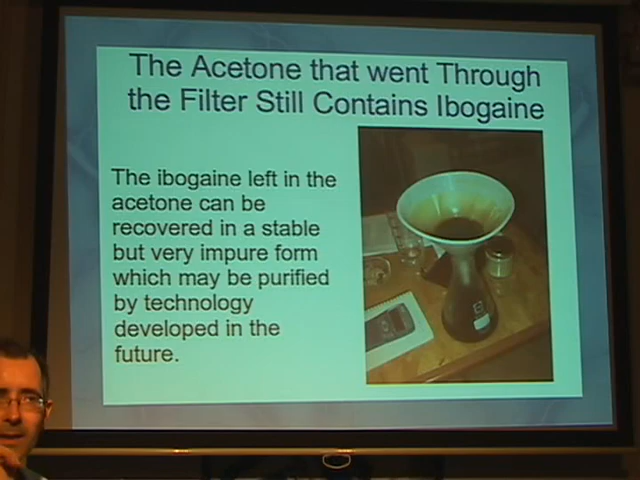 The Acetone that went Through
the Filter Still Contains Ibogaine
The ibogaine left in the
acetone can be
recovered in a stable
but very impure form
which may be purified
by technology
developed in the
future.